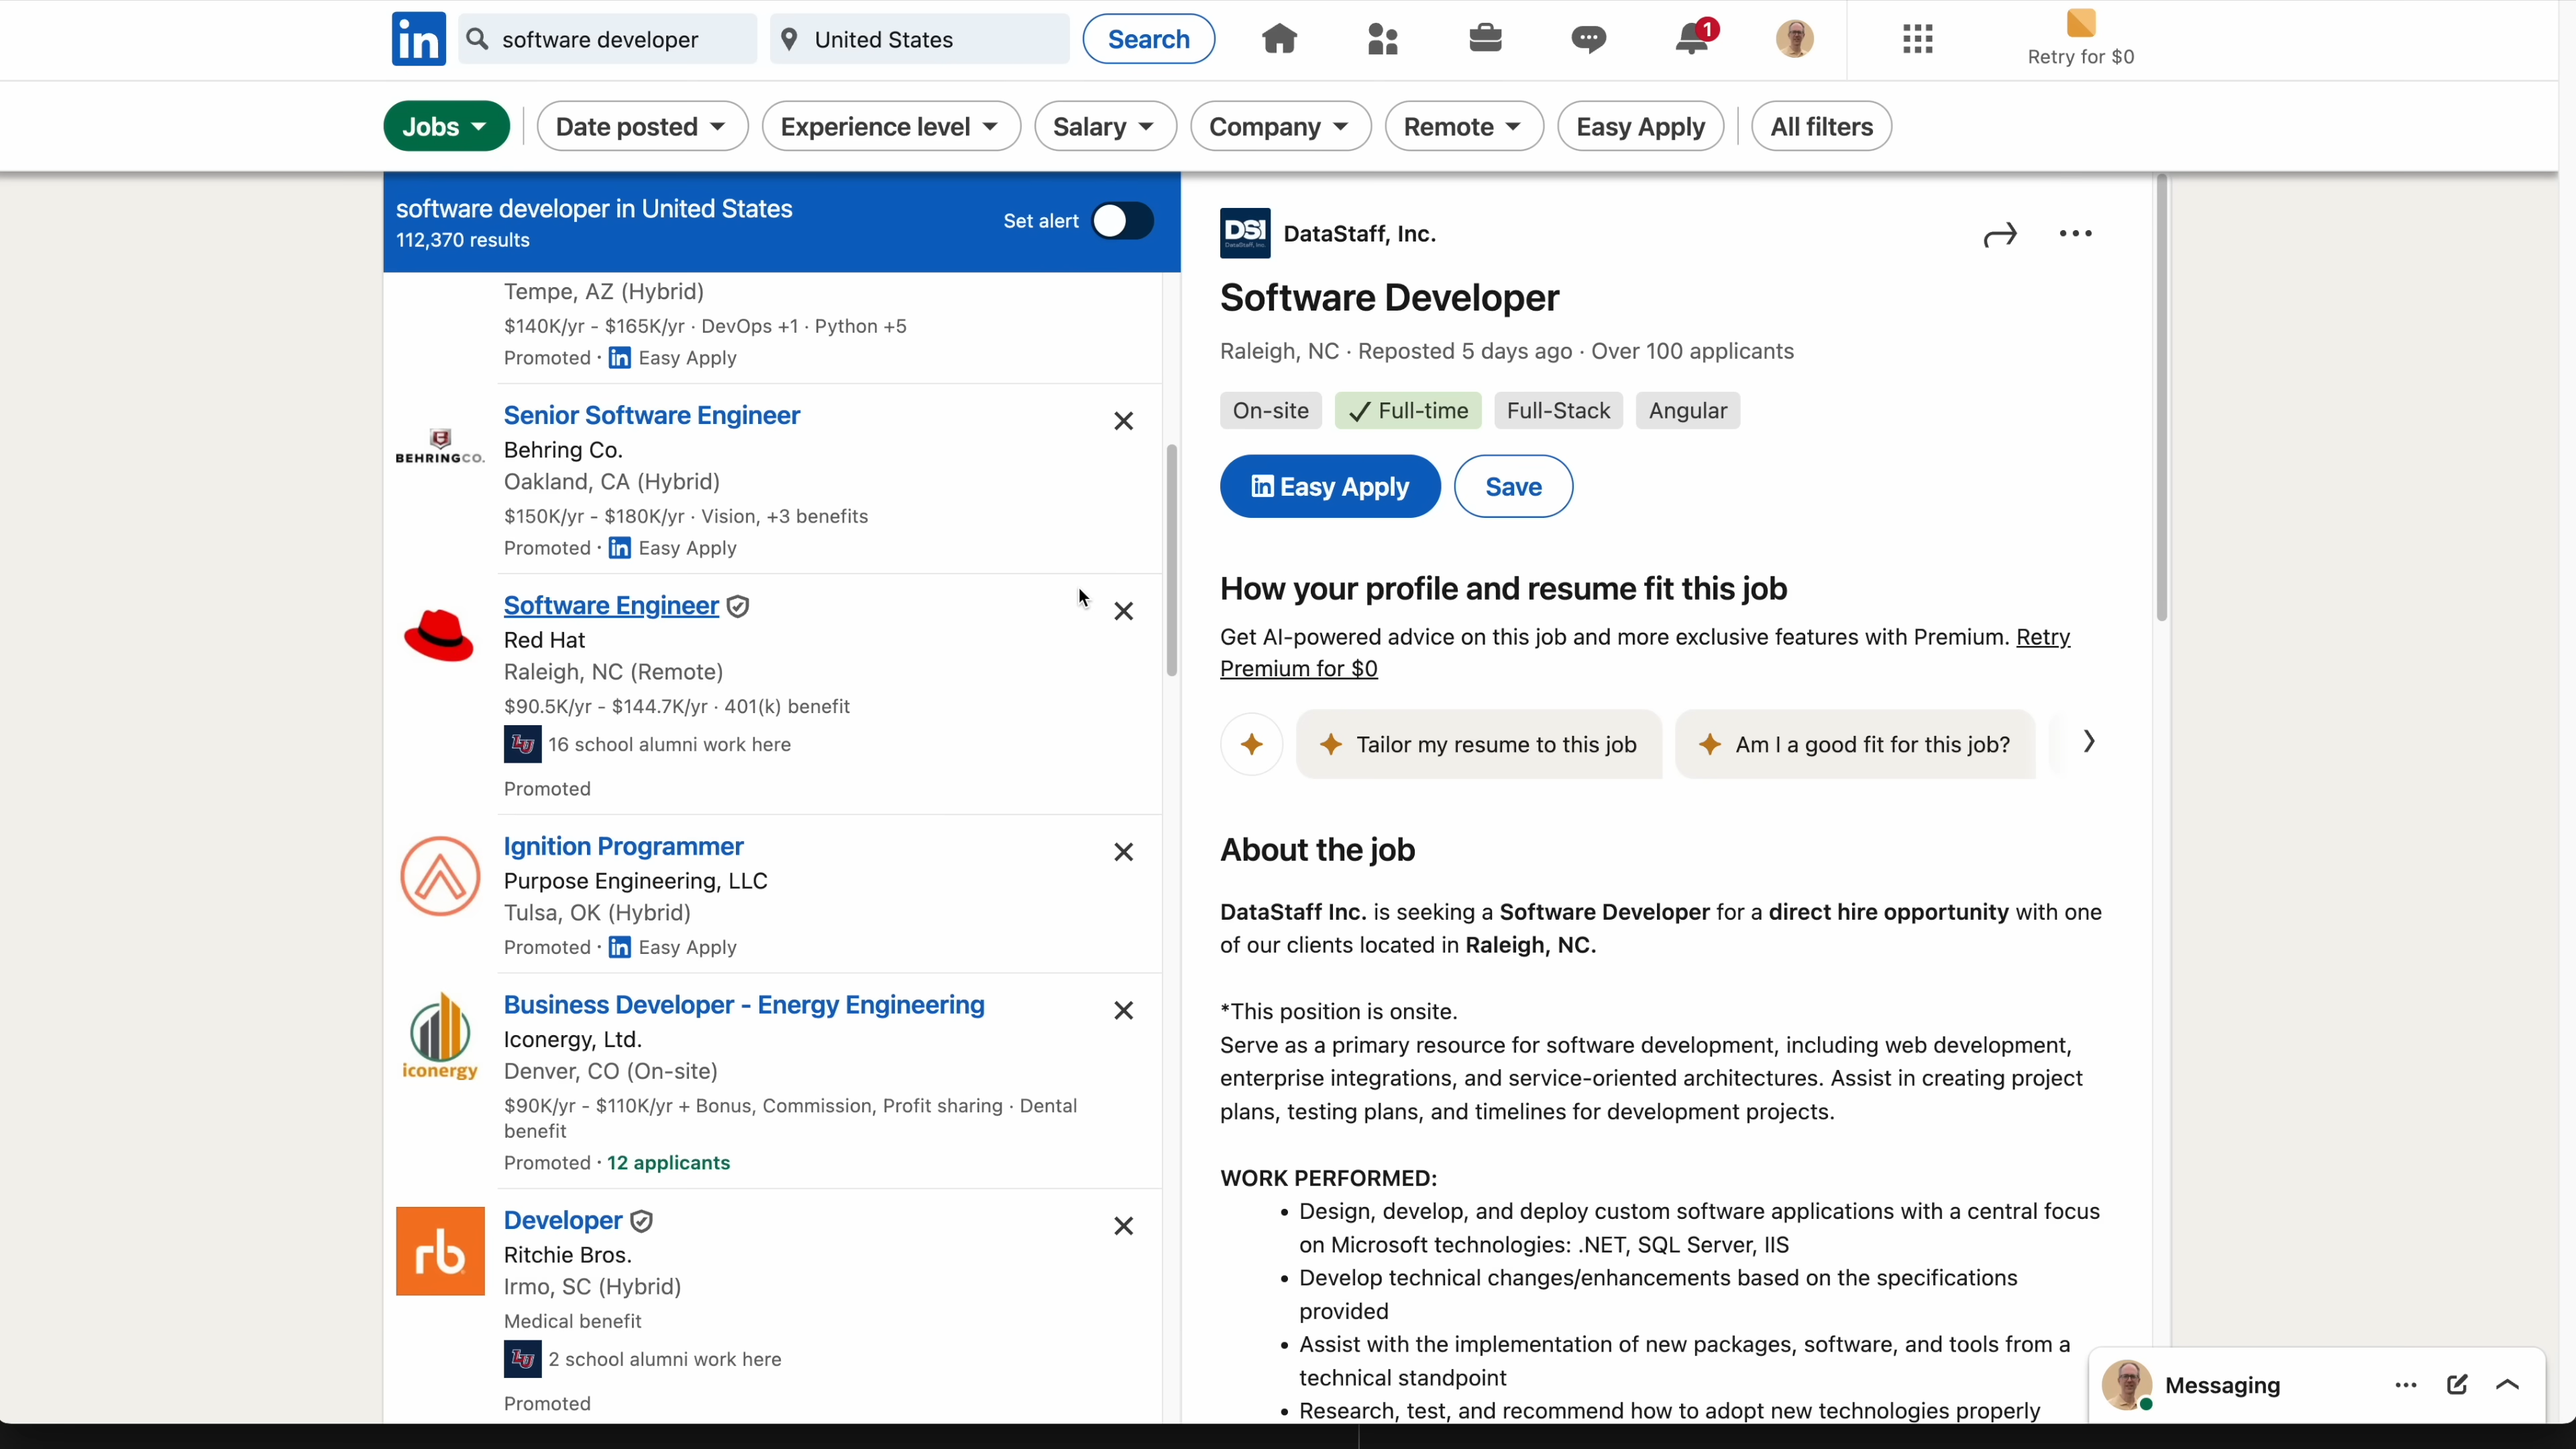 in software developer United States Search 1 Retry for $0
Jobs Date posted Experience level Salary Company Remote Easy Apply All filters
software developer in United States
112,370 results
Set alert
Tempe, AZ (Hybrid)
$140K/yr - $165K/yr · DevOps +1 · Python +5
Promoted · in Easy Apply
Senior Software Engineer
BEHRINGCO.
Behring Co.
Oakland, CA (Hybrid)
$150K/yr - $180K/yr · Vision, +3 benefits
Promoted · in Easy Apply
Software Engineer
Red Hat
Raleigh, NC (Remote)
$90.5K/yr - $144.7K/yr · 401(k) benefit
LU 16 school alumni work here
Promoted
Ignition Programmer
Purpose Engineering, LLC
Tulsa, OK (Hybrid)
Promoted · in Easy Apply
Business Developer - Energy Engineering
Iconergy, Ltd.
iconergy
Denver, CO (On-site)
$90K/yr - $110K/yr + Bonus, Commission, Profit sharing · Dental
benefit
Promoted · 12 applicants
Developer
rb
Ritchie Bros.
Irmo, SC (Hybrid)
Medical benefit
LU 2 school alumni work here
Promoted
DSI
DataStaff, Inc.
DataStaff, Inc.
Software Developer
Raleigh, NC · Reposted 5 days ago · Over 100 applicants
On-site Full-time Full-Stack Angular
in Easy Apply Save
How your profile and resume fit this job
Get AI-powered advice on this job and more exclusive features with Premium. Retry
Premium for $0
Tailor my resume to this job Am I a good fit for this job?
About the job
DataStaff Inc. is seeking a Software Developer for a direct hire opportunity with one
of our clients located in Raleigh, NC.
*This position is onsite.
Serve as a primary resource for software development, including web development,
enterprise integrations, and service-oriented architectures. Assist in creating project
plans, testing plans, and timelines for development projects.
WORK PERFORMED:
• Design, develop, and deploy custom software applications with a central focus
on Microsoft technologies: .NET, SQL Server, IIS
• Develop technical changes/enhancements based on the specifications
provided
• Assist with the implementation of new packages, software, and tools from a
technical standpoint
• Research, test, and recommend how to adopt new technologies properly
Messaging